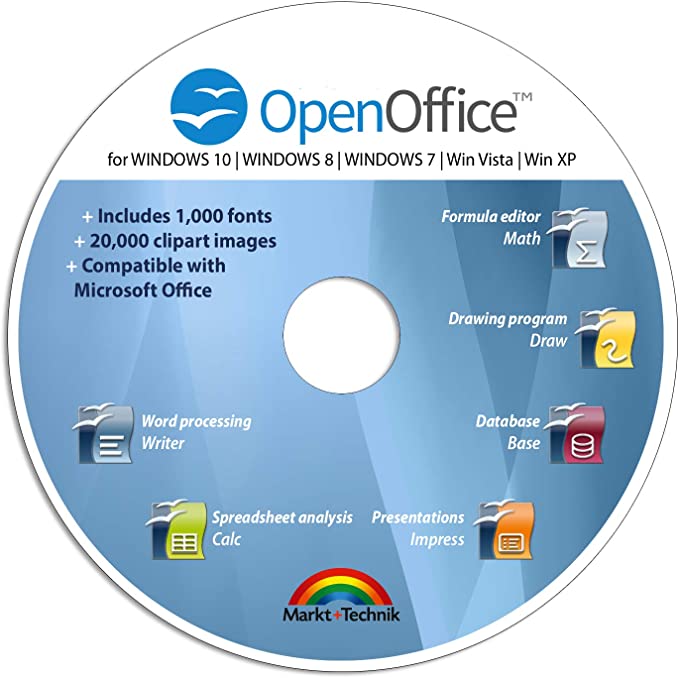 OpenOffice™
for WINDOWS 10 | WINDOWS 8 | WINDOWS 7 | Win Vista | Win XP
+ Includes 1,000 fonts
+ 20,000 clipart images
+ Compatible with
Microsoft Office
Formula editor
Math
Drawing program
Draw
Database
Base
Word processing
Writer
Spreadsheet analysis
Calc
Presentations
Impress
Markt+Technik